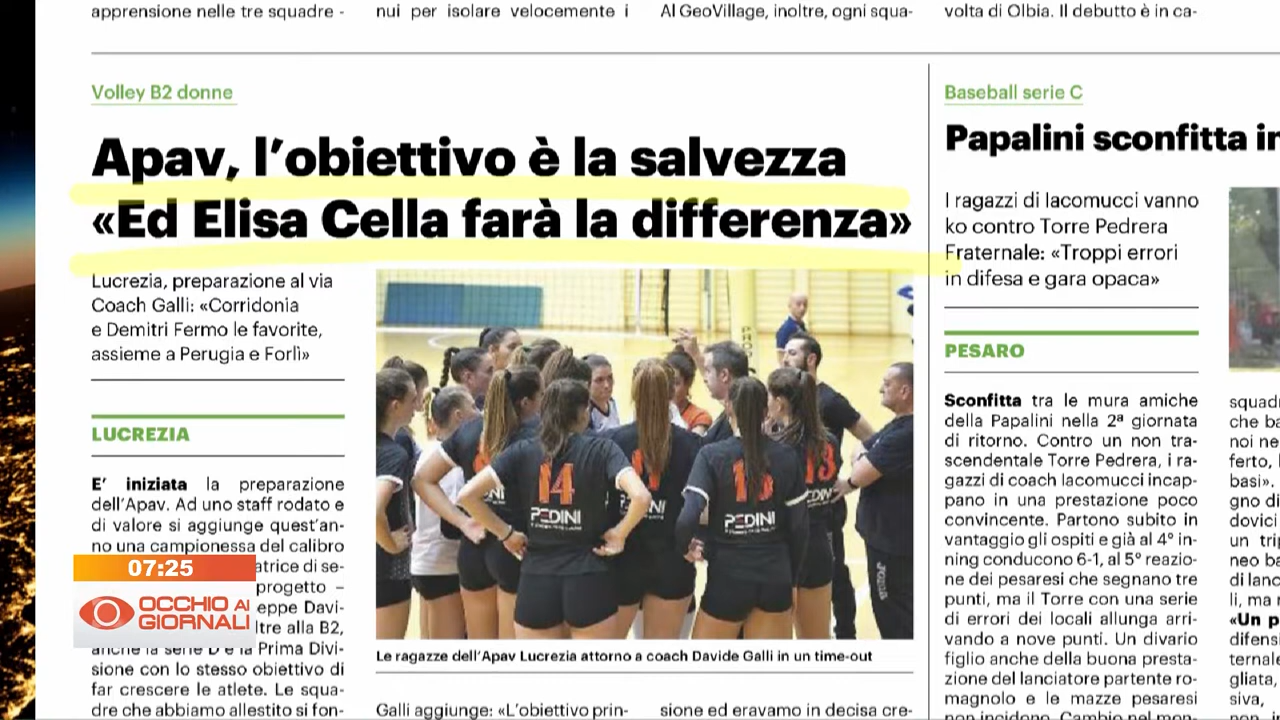 apprensione nelle tre squadre -
nui per isolare velocemente i
Al GeoVillage, inoltre, ogni squa-
volta di Olbia. Il debutto è in ca-
Volley B2 donne
Apav, l'obiettivo è la salvezza
«Ed Elisa Cella farà la differenza»
Lucrezia, preparazione al via
Coach Galli: «Corridonia
e Demitri Fermo le favorite,
assieme a Perugia e Forlì»
LUCREZIA
E' iniziata la preparazione
dell'Apav. Ad uno staff rodato e
di valore si aggiunge quest'an-
no una campionessa del calibro
atrice di se-
progetto –
eppe Davi-
ltre alla B2,
anche la serie D e la Prima Divi-
sione con lo stesso obiettivo di
far crescere le atlete. Le squa-
dre che abbiamo allestito si fon-
14
PEDINI
PEDINI
13
Le ragazze dell'Apav Lucrezia attorno a coach Davide Galli in un time-out
Galli aggiunge: «L'obiettivo prin-
sione ed eravamo in decisa cre-
Baseball serie C
Papalini sconfitta in
I ragazzi di Iacomucci vanno
ko contro Torre Pedrera
Fraternale: «Troppi errori
in difesa e gara opaca»
PESARO
Sconfitta tra le mura amiche
della Papalini nella 2ª giornata
di ritorno. Contro un non tra-
scendentale Torre Pedrera, i ra-
gazzi di coach Iacomucci incap-
pano in una prestazione poco
convincente. Partono subito in
vantaggio gli ospiti e già al 4° in-
ning conducono 6-1, al 5° reazio-
ne dei pesaresi che segnano tre
punti, ma il Torre con una serie
di errori dei locali allunga arri-
vando a nove punti. Un divario
figlio anche della buona presta-
zione del lanciatore partente ro-
magnolo e le mazze pesaresi
non incidono. Cambio nel mon-
squadr
che ba
noi ne
ferto, l
basi».
gno di
dovici
un trip
neo ba
di lanc
li, ma n
«Un p
difensi
ternale
gliata,
siva,
07:25
OCCHIO AI
GIORNALI